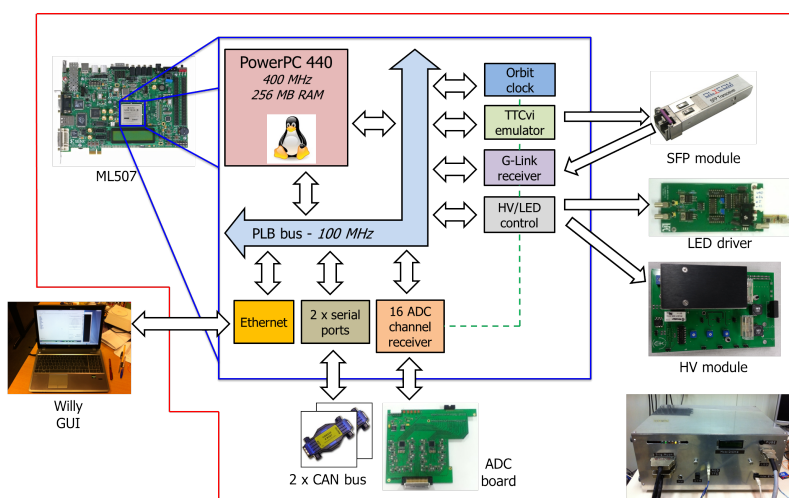 PowerPC 440
400 MHz
256 MB RAM
Orbit
clock
TTCvi
emulator
G-Link
receiver
HV/LED
control
SFP module
ML507
LED driver
PLB bus - 100 MHz
HV module
Ethernet
2 x serial
ports
16 ADC
channel
receiver
Willy
GUI
2 x CAN bus
ADC
board